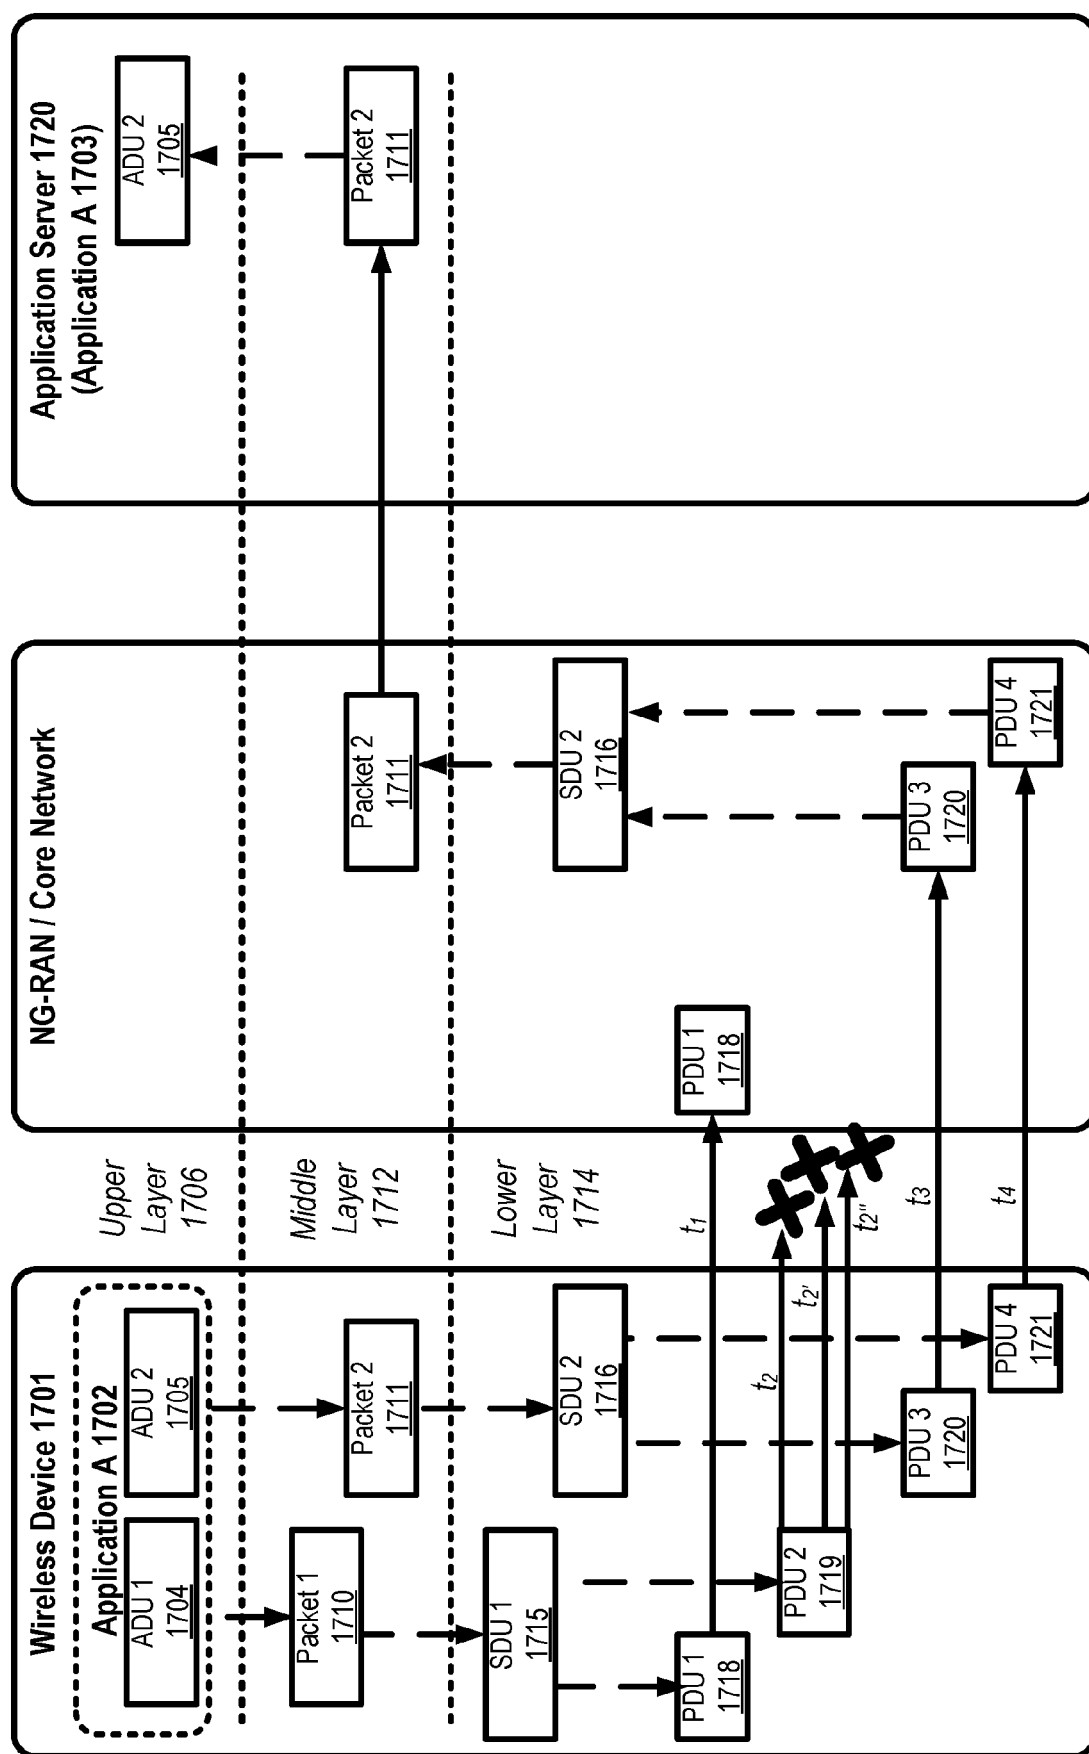 Wireless Device 1701
Application A 1702
ADU 1
1704
ADU 2
1705
Packet 1
1710
Packet 2
1711
SDU 1
1715
SDU 2
1716
PDU 1
1718
PDU 2
1719
PDU 3
1720
PDU 4
1721
Upper
Layer
1706
Middle
Layer
1712
Lower
Layer
1714
t1
t2
t2'
t2"
t3
t4
NG-RAN / Core Network
Packet 2
1711
SDU 2
1716
PDU 1
1718
PDU 3
1720
PDU 4
1721
Application Server 1720
(Application A 1703)
ADU 2
1705
Packet 2
1711